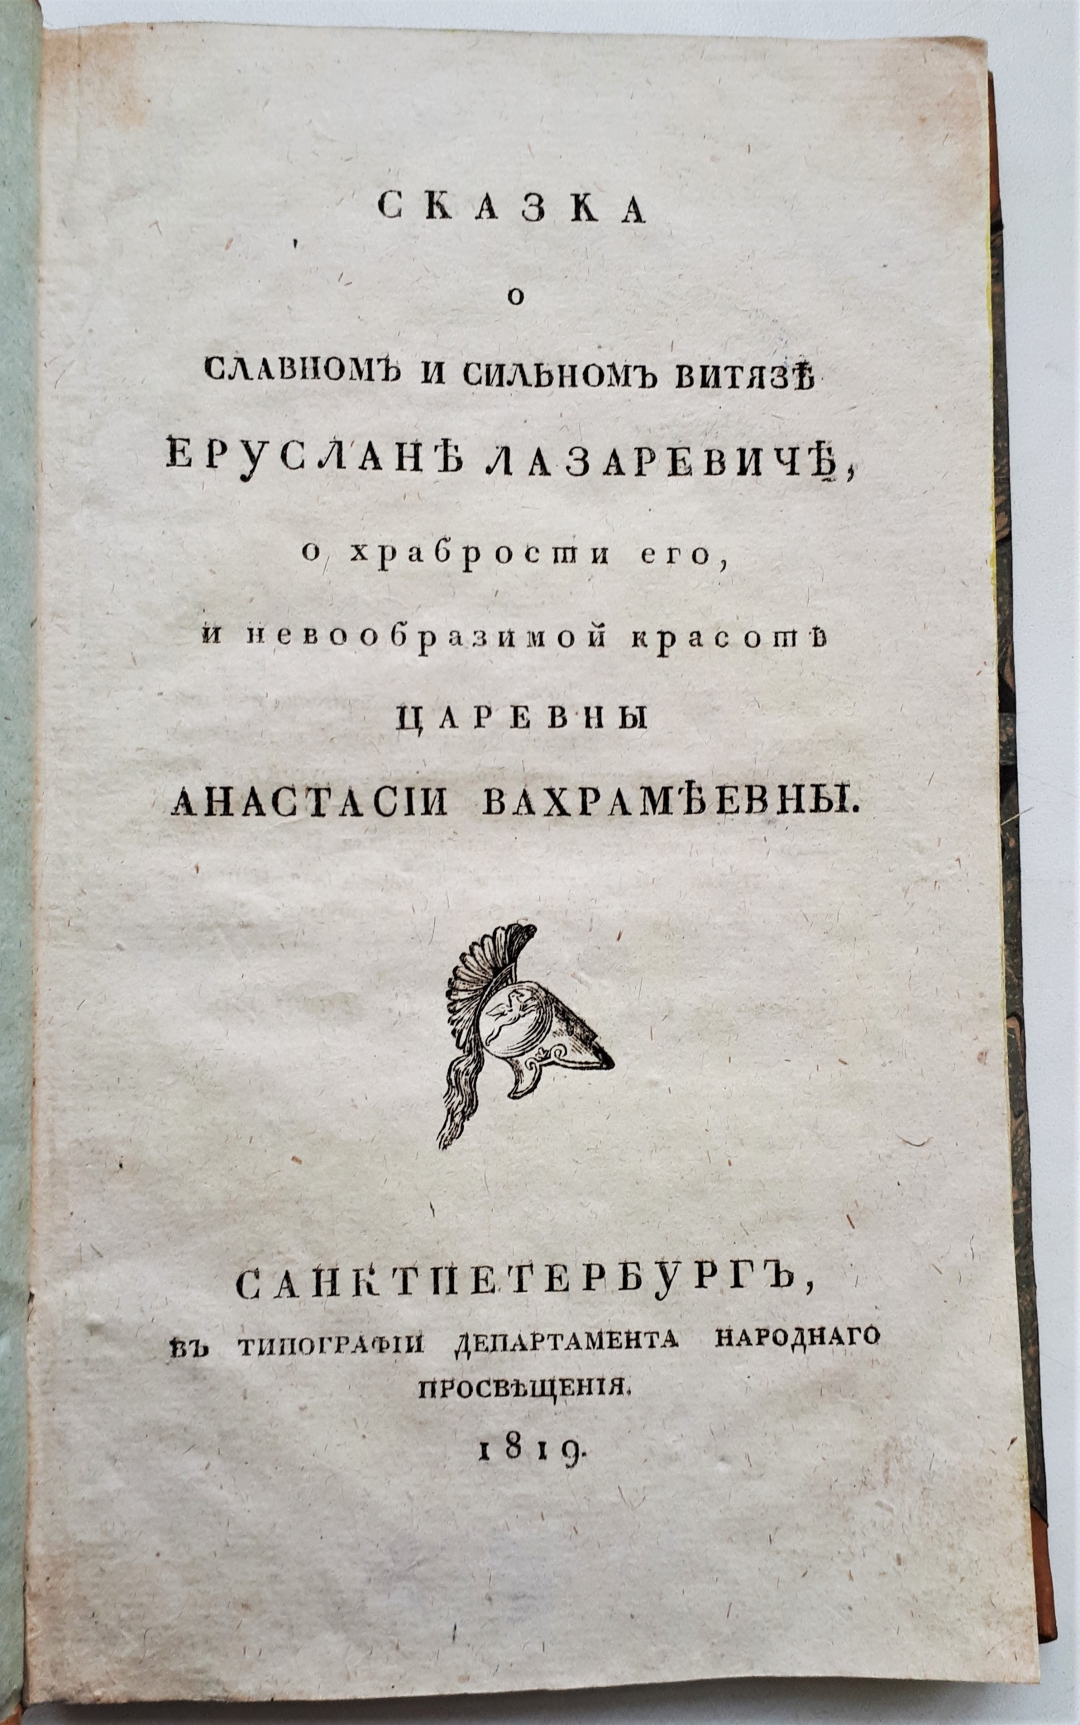 СКАЗКА
О
СЛАВНОМЪ И СИЛЬНОМЪ ВИТЯЗѢ
ЕРУСЛАНѢ ЛАЗАРЕВИЧѢ,
о храбрости его,
и невообразимой красотѣ
ЦАРЕВНЫ
АНАСТАСІИ ВАХРАМѢЕВНЫ.
САНКТПЕТЕРБУРГЪ,
ВЪ ТИПОГРАФІИ ДЕПАРТАМЕНТА НАРОДНАГО
ПРОСВѢЩЕНІЯ.
1819.